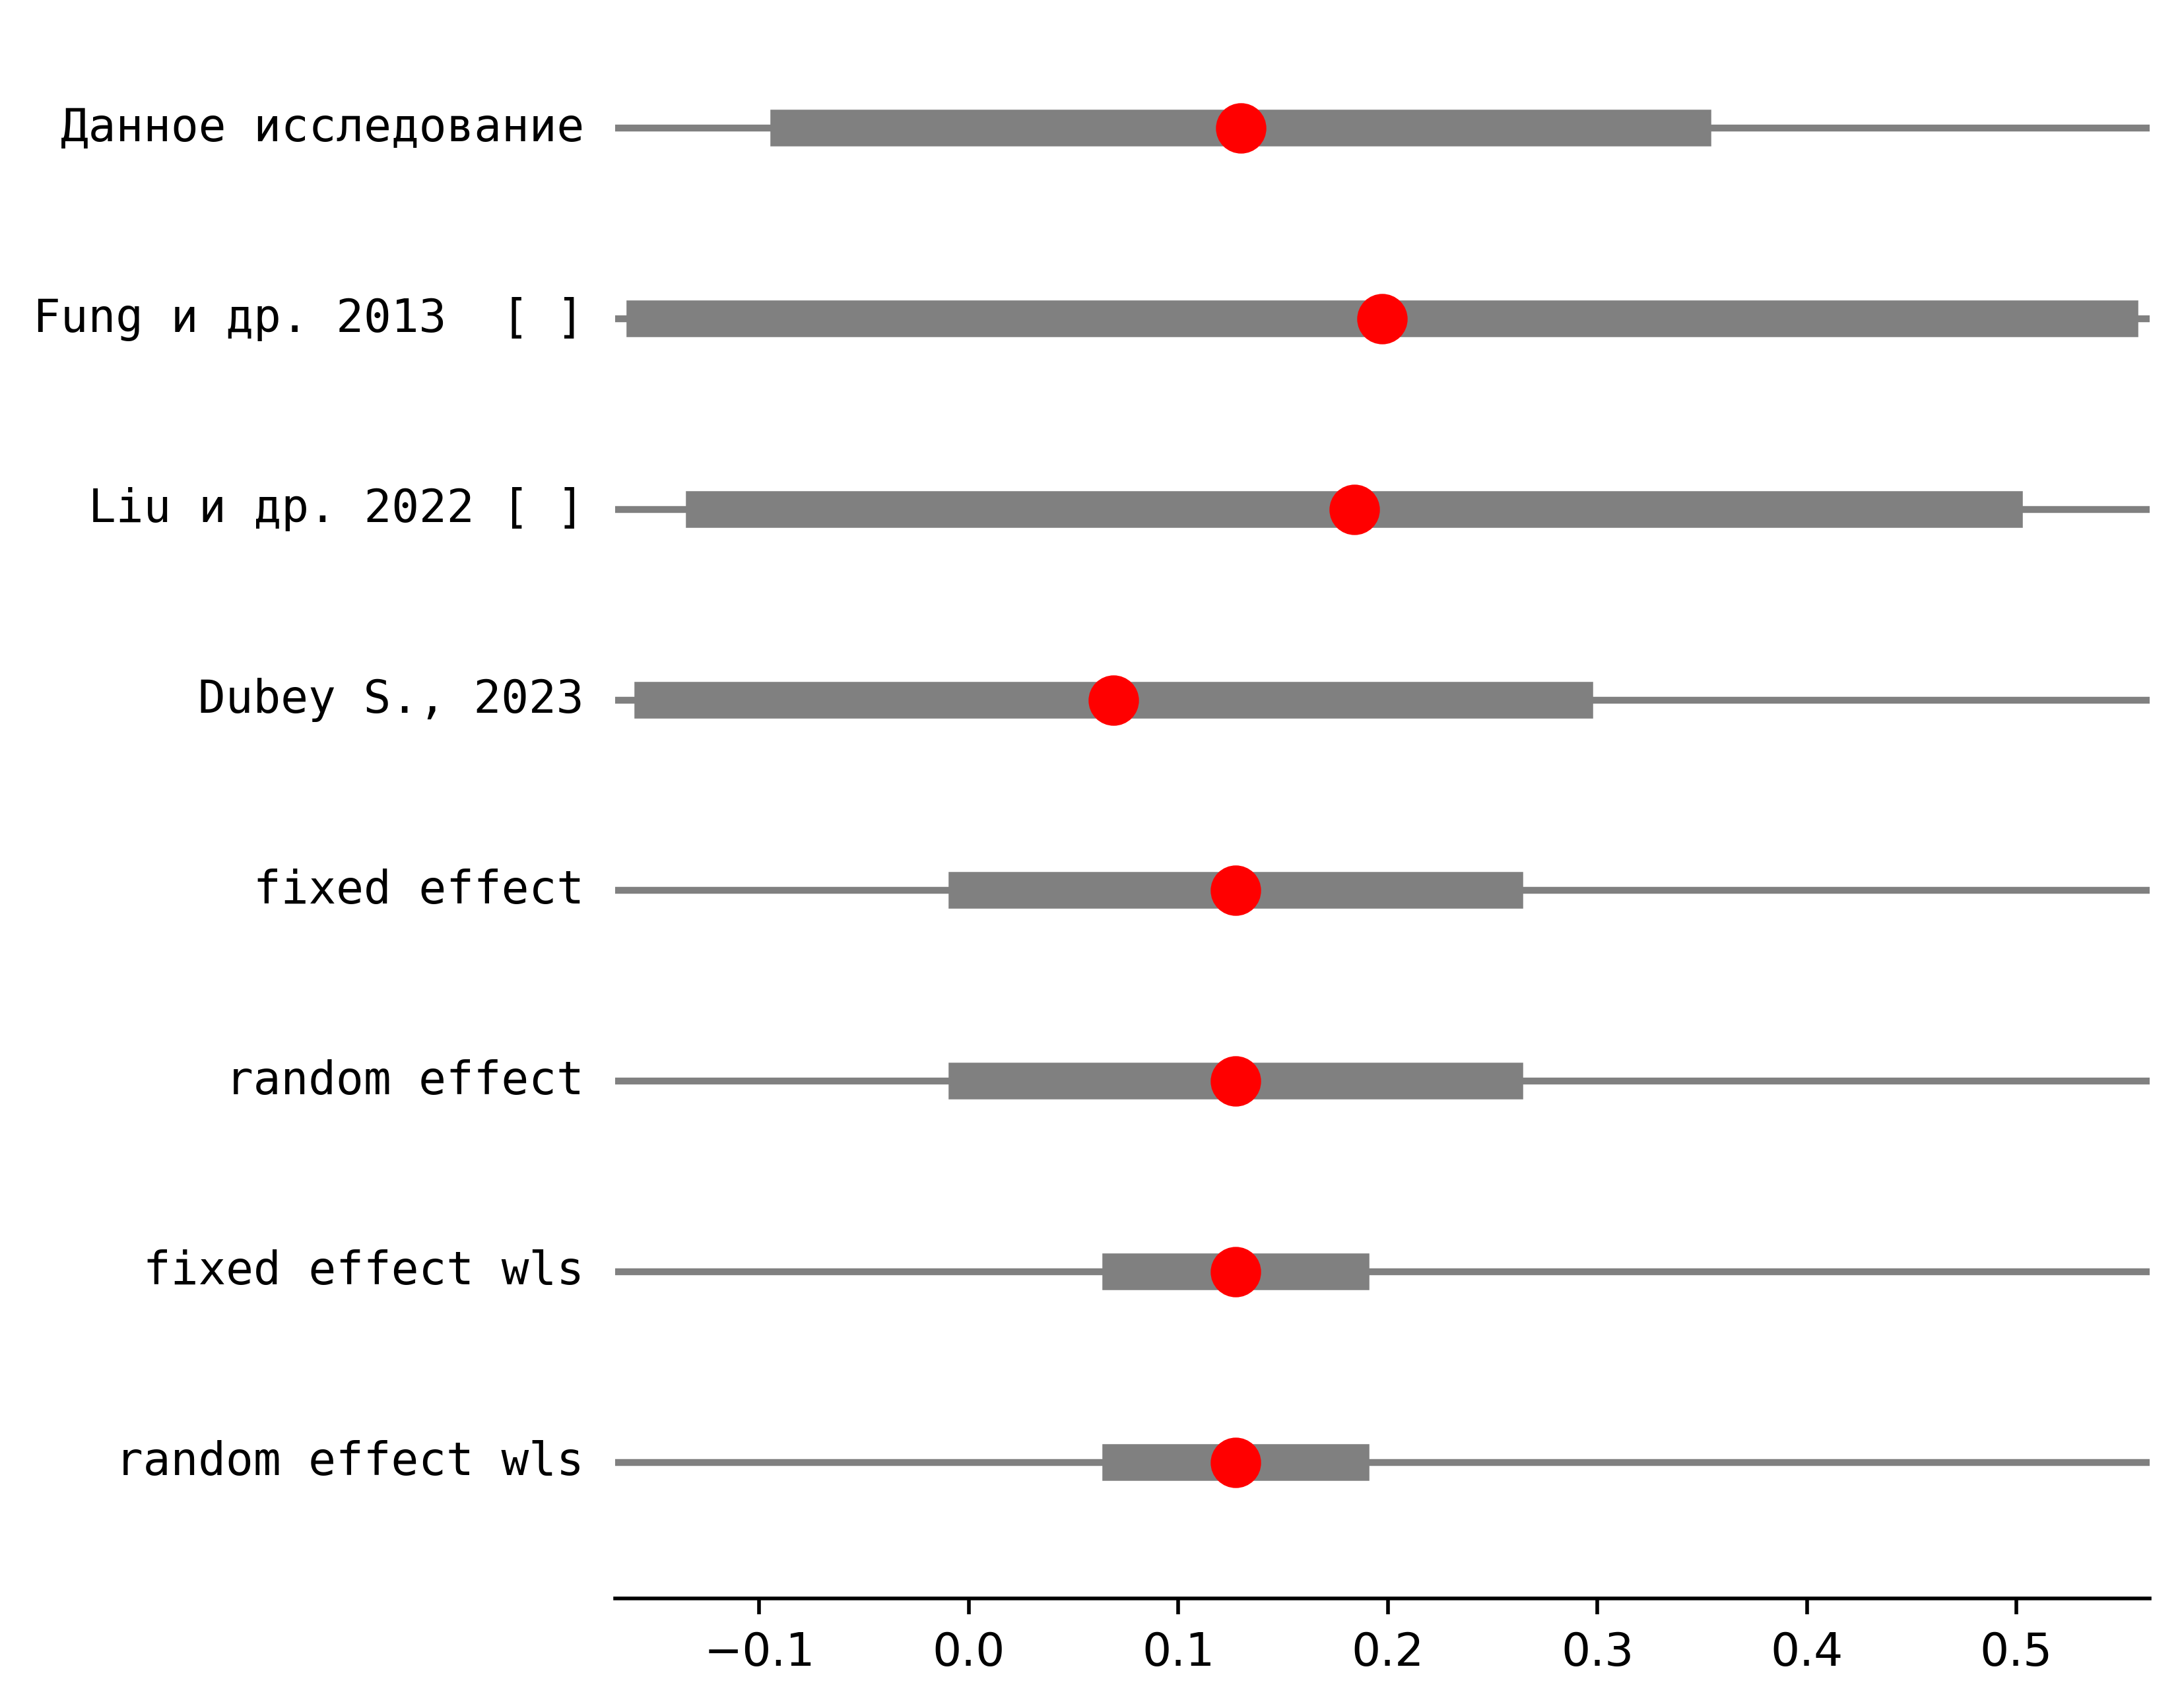 Данное исследование
Fung и др. 2013  [ ]
Liu и др. 2022 [ ]
Dubey S., 2023
fixed effect
random effect
fixed effect wls
random effect wls
−0.1 0.0 0.1 0.2 0.3 0.4 0.5